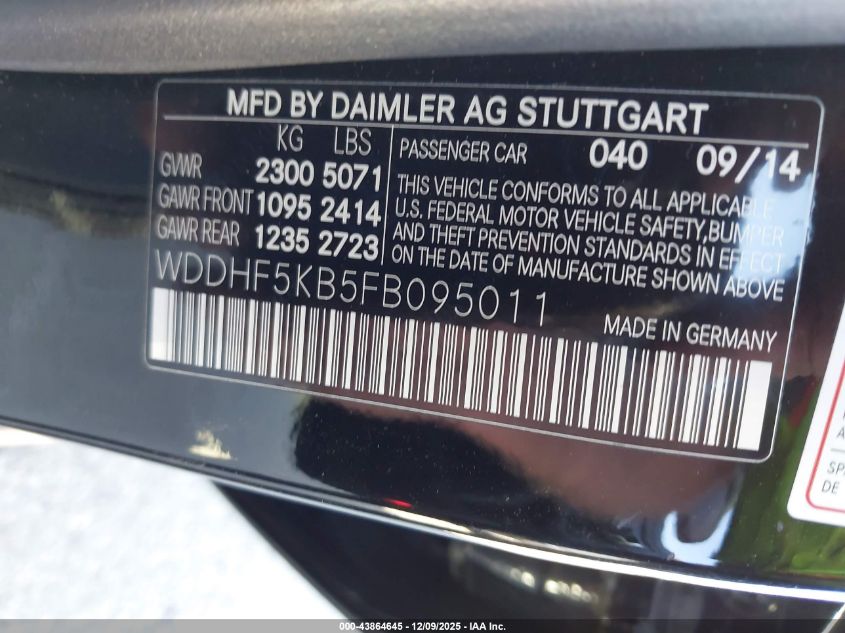 MFD BY DAIMLER AG STUTTGART
KG LBS
GVWR 2300 5071
GAWR FRONT 1095 2414
GAWR REAR 1235 2723
PASSENGER CAR 040 09/14
THIS VEHICLE CONFORMS TO ALL APPLICABLE
U.S. FEDERAL MOTOR VEHICLE SAFETY, BUMPER
AND THEFT PREVENTION STANDARDS IN EFFECT
ON THE DATE OF MANUFACTURE SHOWN ABOVE
WDDHF5KB5FB095011
MADE IN GERMANY
SP
DE
000-43864645 - 12/09/2025 - IAA Inc.